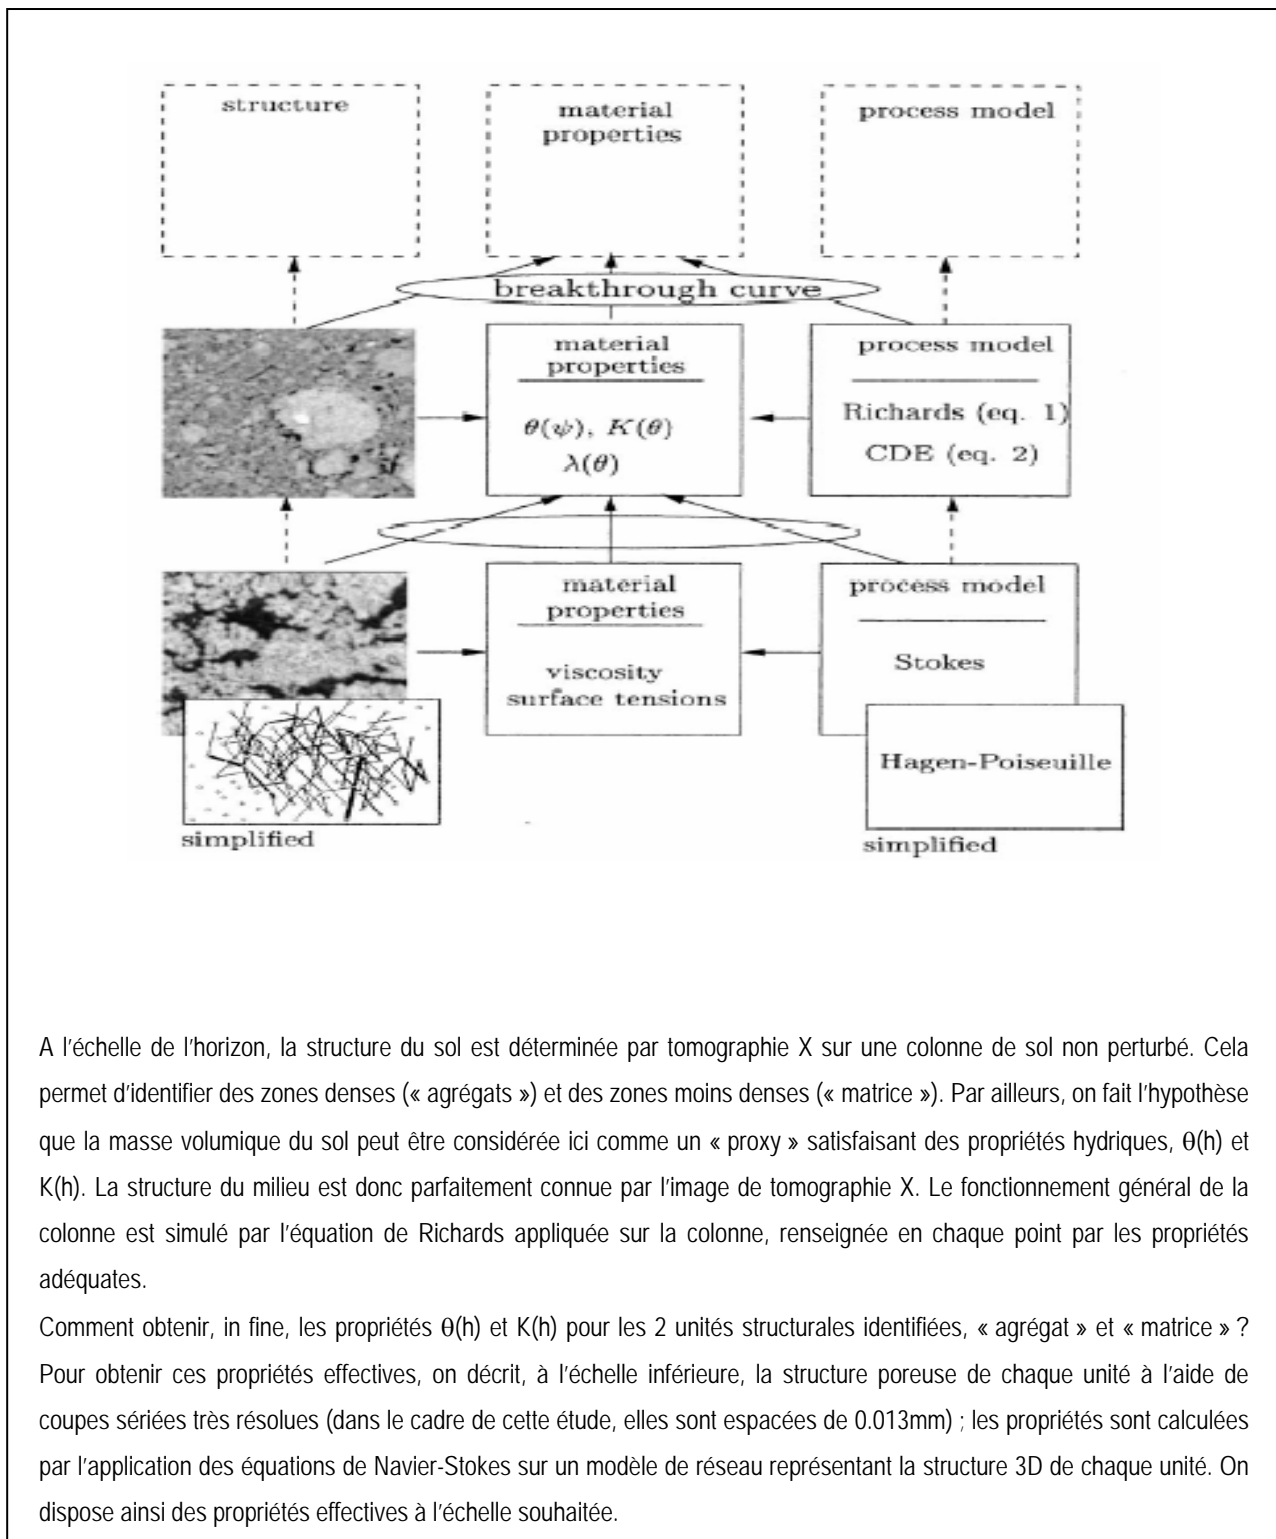 structure
material
properties
process model
breakthrough curve
material
properties
θ(ψ), K(θ)
λ(θ)
process model
Richards (eq. 1)
CDE (eq. 2)
material
properties
viscosity
surface tensions
process model
Stokes
Hagen-Poiseuille
simplified
simplified
A l'échelle de l'horizon, la structure du sol est déterminée par tomographie X sur une colonne de sol non perturbé. Cela
permet d'identifier des zones denses (« agrégats ») et des zones moins denses (« matrice »). Par ailleurs, on fait l'hypothèse
que la masse volumique du sol peut être considérée ici comme un « proxy » satisfaisant des propriétés hydriques, θ(h) et
K(h). La structure du milieu est donc parfaitement connue par l'image de tomographie X. Le fonctionnement général de la
colonne est simulé par l'équation de Richards appliquée sur la colonne, renseignée en chaque point par les propriétés
adéquates.
Comment obtenir, in fine, les propriétés θ(h) et K(h) pour les 2 unités structurales identifiées, « agrégat » et « matrice » ?
Pour obtenir ces propriétés effectives, on décrit, à l'échelle inférieure, la structure poreuse de chaque unité à l'aide de
coupes sériées très résolues (dans le cadre de cette étude, elles sont espacées de 0.013mm) ; les propriétés sont calculées
par l'application des équations de Navier-Stokes sur un modèle de réseau représentant la structure 3D de chaque unité. On
dispose ainsi des propriétés effectives à l'échelle souhaitée.